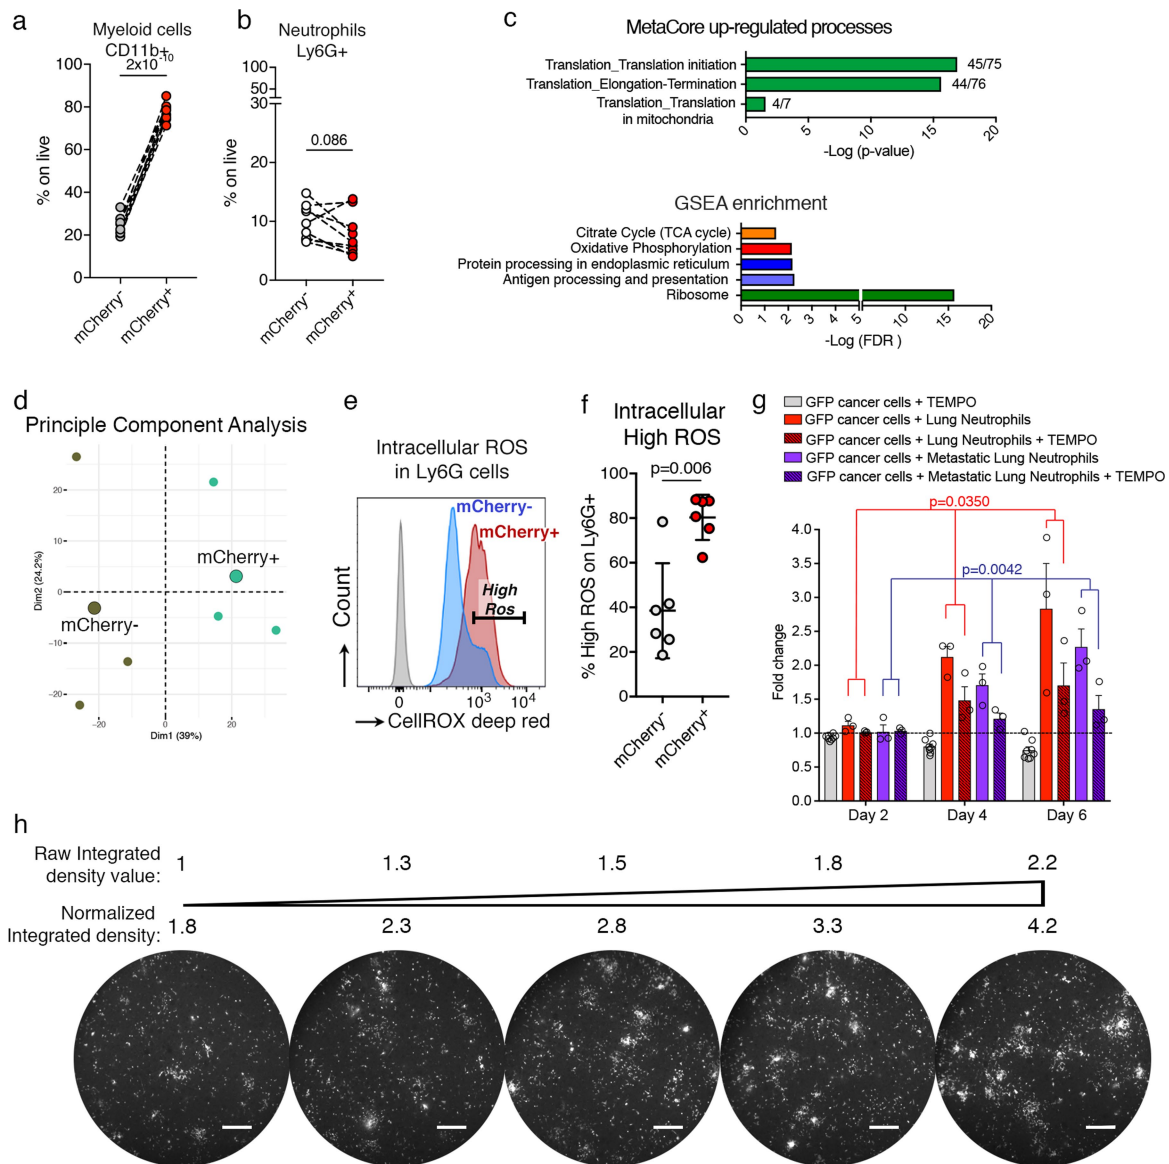 a
Myeloid cells
CD11b+
2x10-10
100
80
60
40
20
0
% on live
mCherry-
mCherry+
b
Neutrophils
Ly6G+
100
50
30
20
10
0
% on live
0.086
mCherry-
mCherry+
c
MetaCore up-regulated processes
Translation_Translation initiation
45/75
Translation_Elongation-Termination
44/76
Translation_Translation
in mitochondria
4/7
0 5 10 15 20
-Log (p-value)
GSEA enrichment
Citrate Cycle (TCA cycle)
Oxidative Phosphorylation
Protein processing in endoplasmic reticulum
Antigen processing and presentation
Ribosome
0 1 2 3 4 5 10 15 20
-Log (FDR )
d
Principle Component Analysis
20
10
0
-10
-20
Dim2 (24.2%)
mCherry+
mCherry-
-20 0 20
Dim1 (39%)
e
Intracellular ROS
in Ly6G cells
mCherry-
mCherry+
High
Ros
Count
0 103 104
CellROX deep red
f
Intracellular
High ROS
p=0.006
100
80
60
40
20
0
% High ROS on Ly6G+
mCherry-
mCherry+
g
GFP cancer cells + TEMPO
GFP cancer cells + Lung Neutrophils
GFP cancer cells + Lung Neutrophils + TEMPO
GFP cancer cells + Metastatic Lung Neutrophils
GFP cancer cells + Metastatic Lung Neutrophils + TEMPO
p=0.0350
p=0.0042
4.0
3.5
3.0
2.5
2.0
1.5
1.0
0.5
0.0
Fold change
Day 2 Day 4 Day 6
h
Raw Integrated
density value:
1 1.3 1.5 1.8 2.2
Normalized
Integrated density:
1.8 2.3 2.8 3.3 4.2